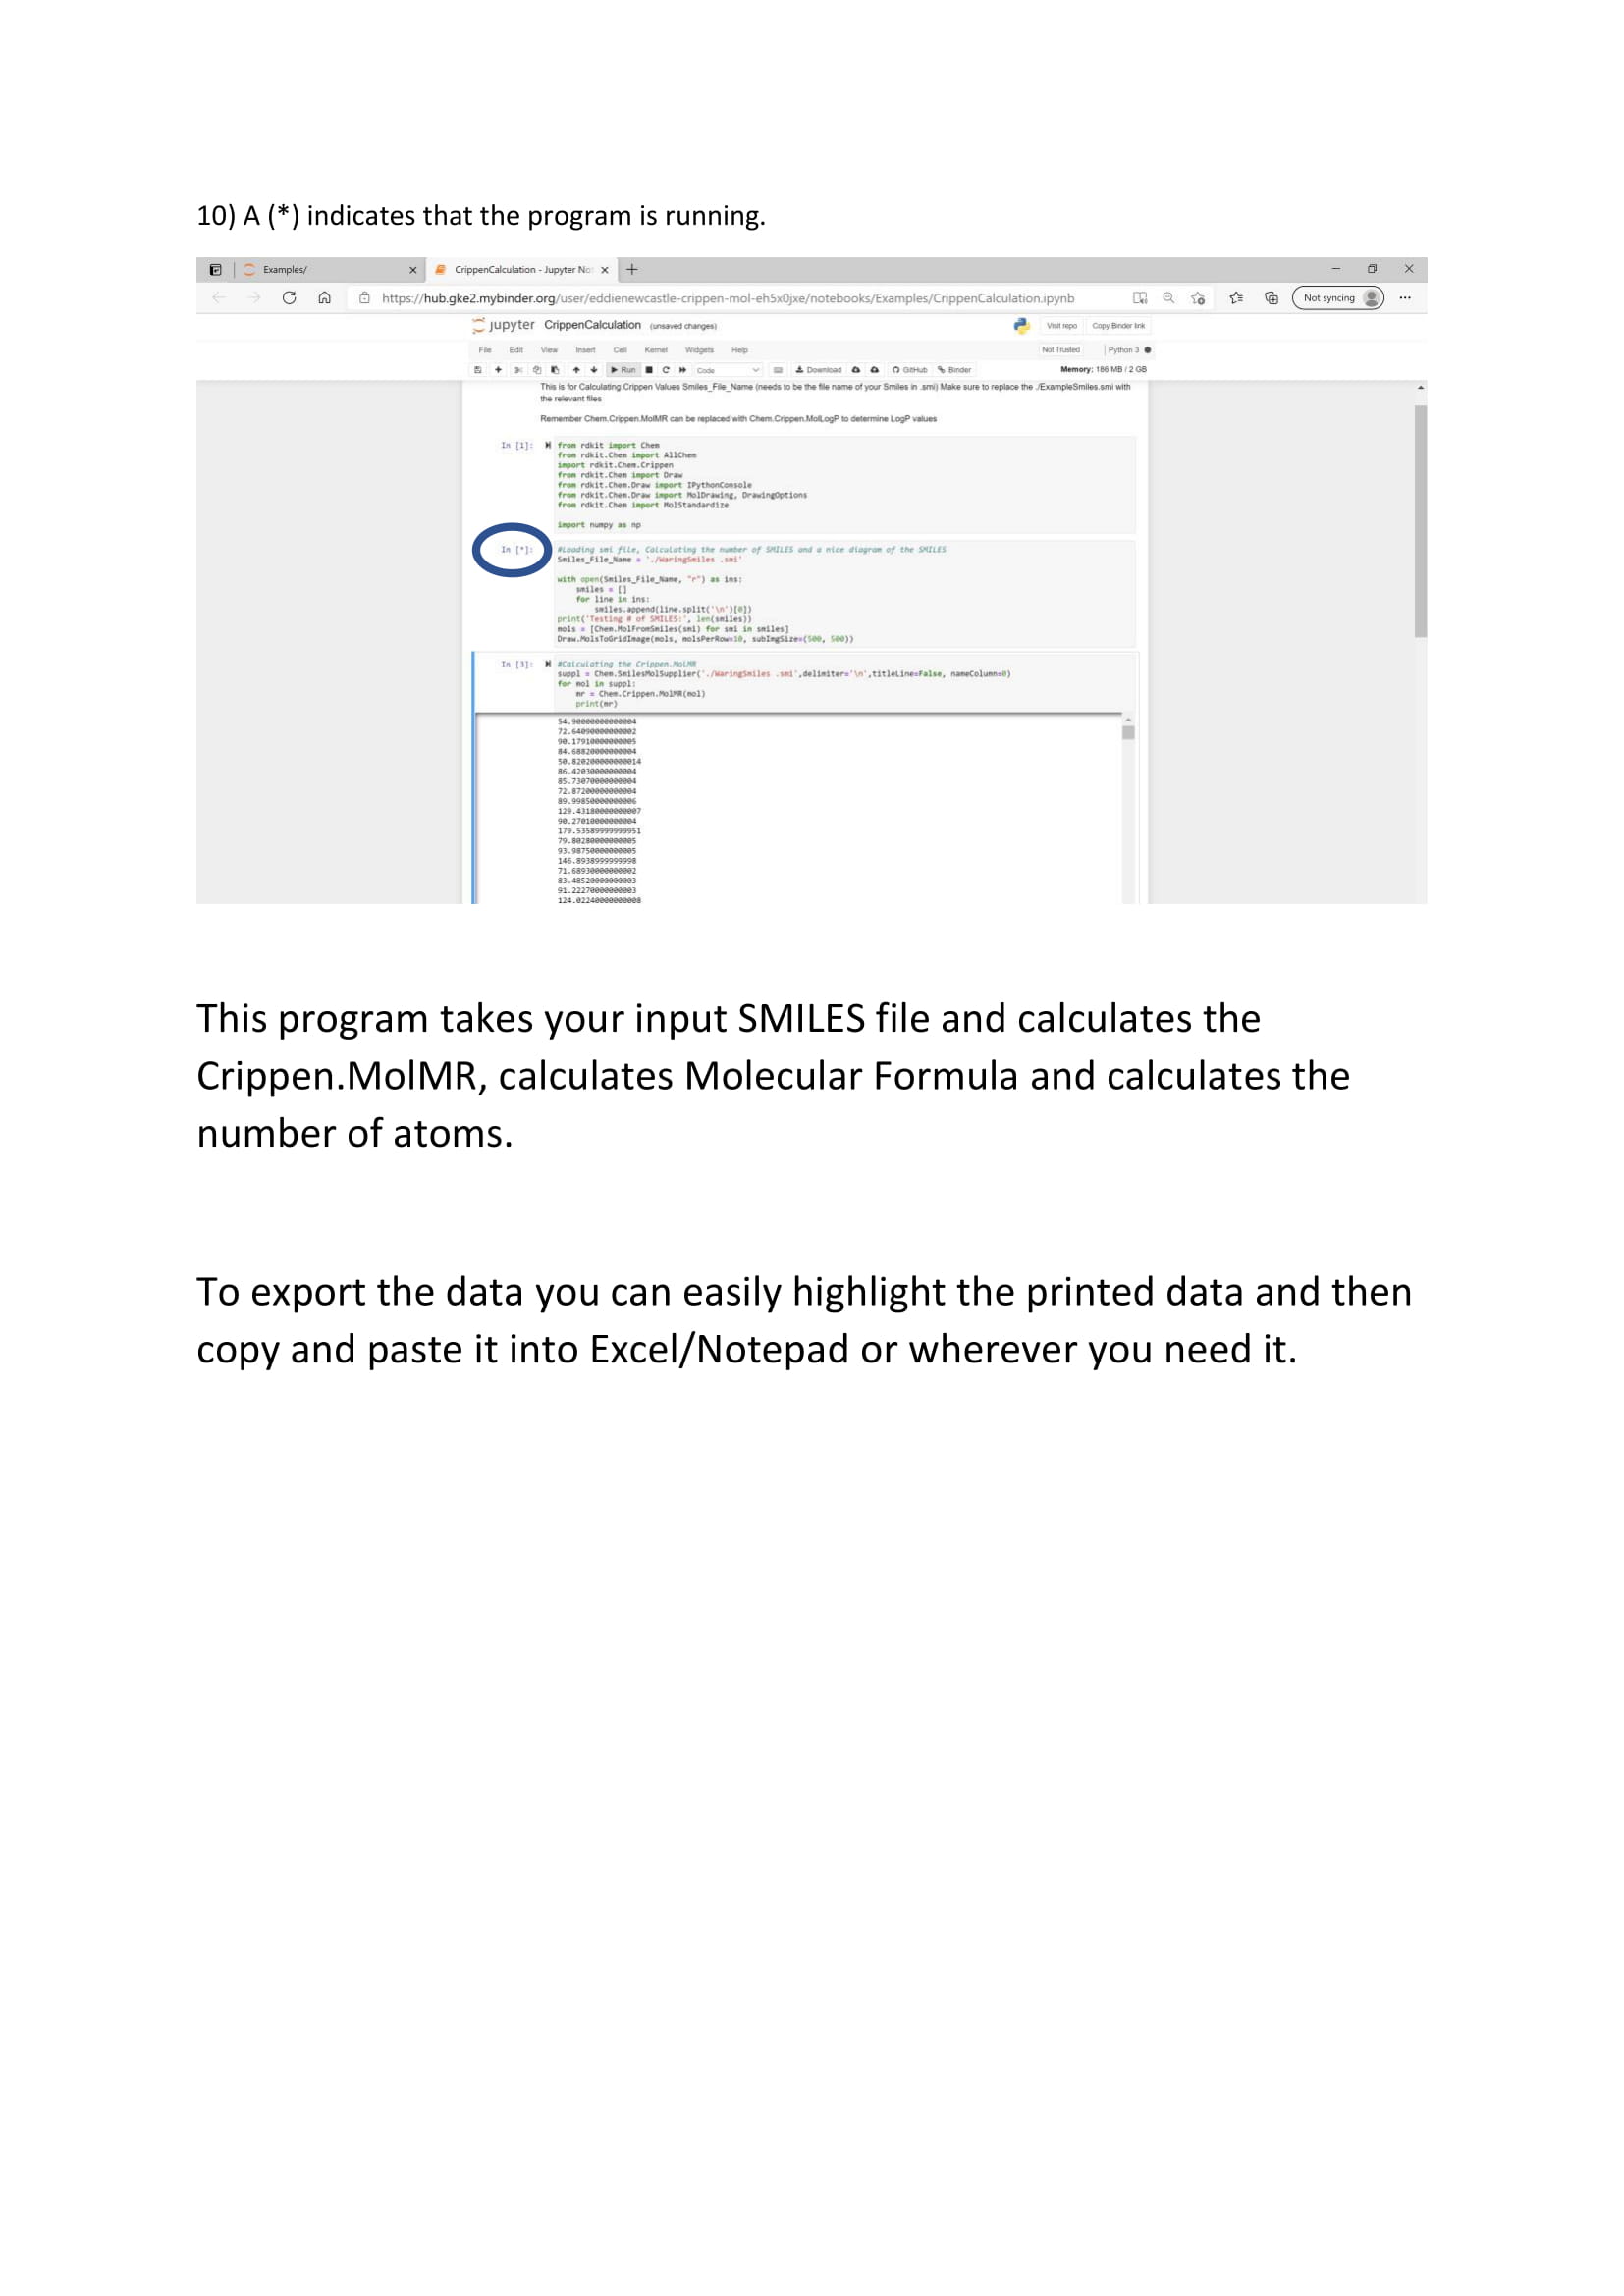 10) A (*) indicates that the program is running.
Examples/
CrippenCalculation - Jupyter No
https://hub.gke2.mybinder.org/user/eddienewcastle-crippen-mol-eh5x0jxe/notebooks/Examples/CrippenCalculation.ipynb
Not syncing
jupyter CrippenCalculation (unsaved changes)
Visit repo Copy Binder link
File Edit View Insert Cell Kernel Widgets Help
Not Trusted Python 3
Run Code Download GitHub Binder Memory: 186 MB / 2 GB
This is for Calculating Crippen Values Smiles_File_Name (needs to be the file name of your Smiles in .smi) Make sure to replace the ./ExampleSmiles.smi with
the relevant files
Remember Chem.Crippen.MolMR can be replaced with Chem.Crippen.MolLogP to determine LogP values
In [1]: from rdkit import Chem
from rdkit.Chem import AllChem
import rdkit.Chem.Crippen
from rdkit.Chem import Draw
from rdkit.Chem.Draw import IPythonConsole
from rdkit.Chem.Draw import MolDrawing, DrawingOptions
from rdkit.Chem import MolStandardize
import numpy as np
In [*]: #Loading smi file, Calculating the number of SMILES and a nice diagram of the SMILES
Smiles_File_Name = './WaringSmiles .smi'
with open(Smiles_File_Name, "r") as ins:
smiles = []
for line in ins:
smiles.append(line.split('\n')[0])
print('Testing # of SMILES:', len(smiles))
mols = [Chem.MolFromSmiles(smi) for smi in smiles]
Draw.MolsToGridImage(mols, molsPerRow=10, subImgSize=(500, 500))
In [3]: #Calculating the Crippen.MolMR
suppl = Chem.SmilesMolSupplier('./WaringSmiles .smi',delimiter='\n',titleLine=False, nameColumn=0)
for mol in suppl:
mr = Chem.Crippen.MolMR(mol)
print(mr)
54.90000000000004
72.64090000000002
90.17910000000005
84.68820000000004
50.820200000000014
86.42030000000004
85.73070000000004
72.87200000000004
89.99850000000006
129.43180000000007
90.27010000000004
179.53589999999951
79.80280000000005
93.98750000000005
146.8938999999998
71.68930000000002
83.48520000000003
91.22270000000003
124.02240000000008
This program takes your input SMILES file and calculates the
Crippen.MolMR, calculates Molecular Formula and calculates the
number of atoms.
To export the data you can easily highlight the printed data and then
copy and paste it into Excel/Notepad or wherever you need it.